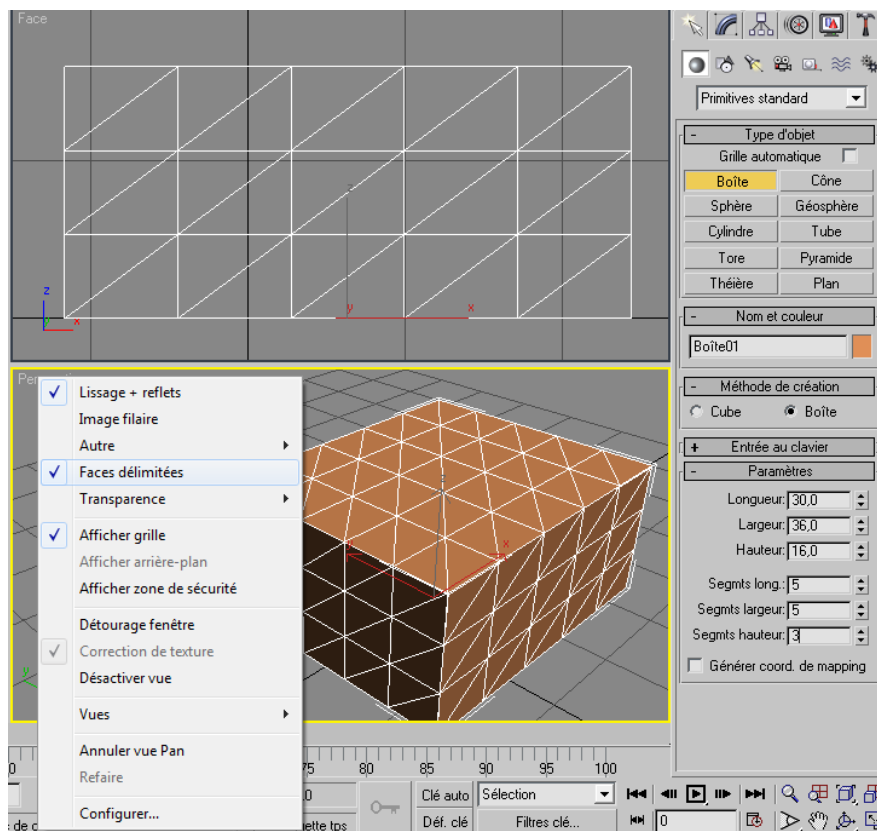 Face
z
y
x
z
x
Primitives standard
- Type d'objet
Grille automatique
Boîte
Cône
Sphère
Géosphère
Cylindre
Tube
Tore
Pyramide
Théière
Plan
- Nom et couleur
Boîte01
- Méthode de création
Cube
Boîte
+ Entrée au clavier
- Paramètres
Longueur: 30,0
Largeur: 36,0
Hauteur: 16,0
Segmts long.: 5
Segmts largeur: 5
Segmts hauteur: 3
Générer coord. de mapping
Lissage + reflets
Image filaire
Autre
Faces délimitées
Transparence
Afficher grille
Afficher arrière-plan
Afficher zone de sécurité
Détourage fenêtre
Correction de texture
Désactiver vue
Vues
Annuler vue Pan
Refaire
Configurer...
x
y
0
75 80 85 90 95 100
Clé auto
Sélection
Déf. clé
Filtres clé...
0